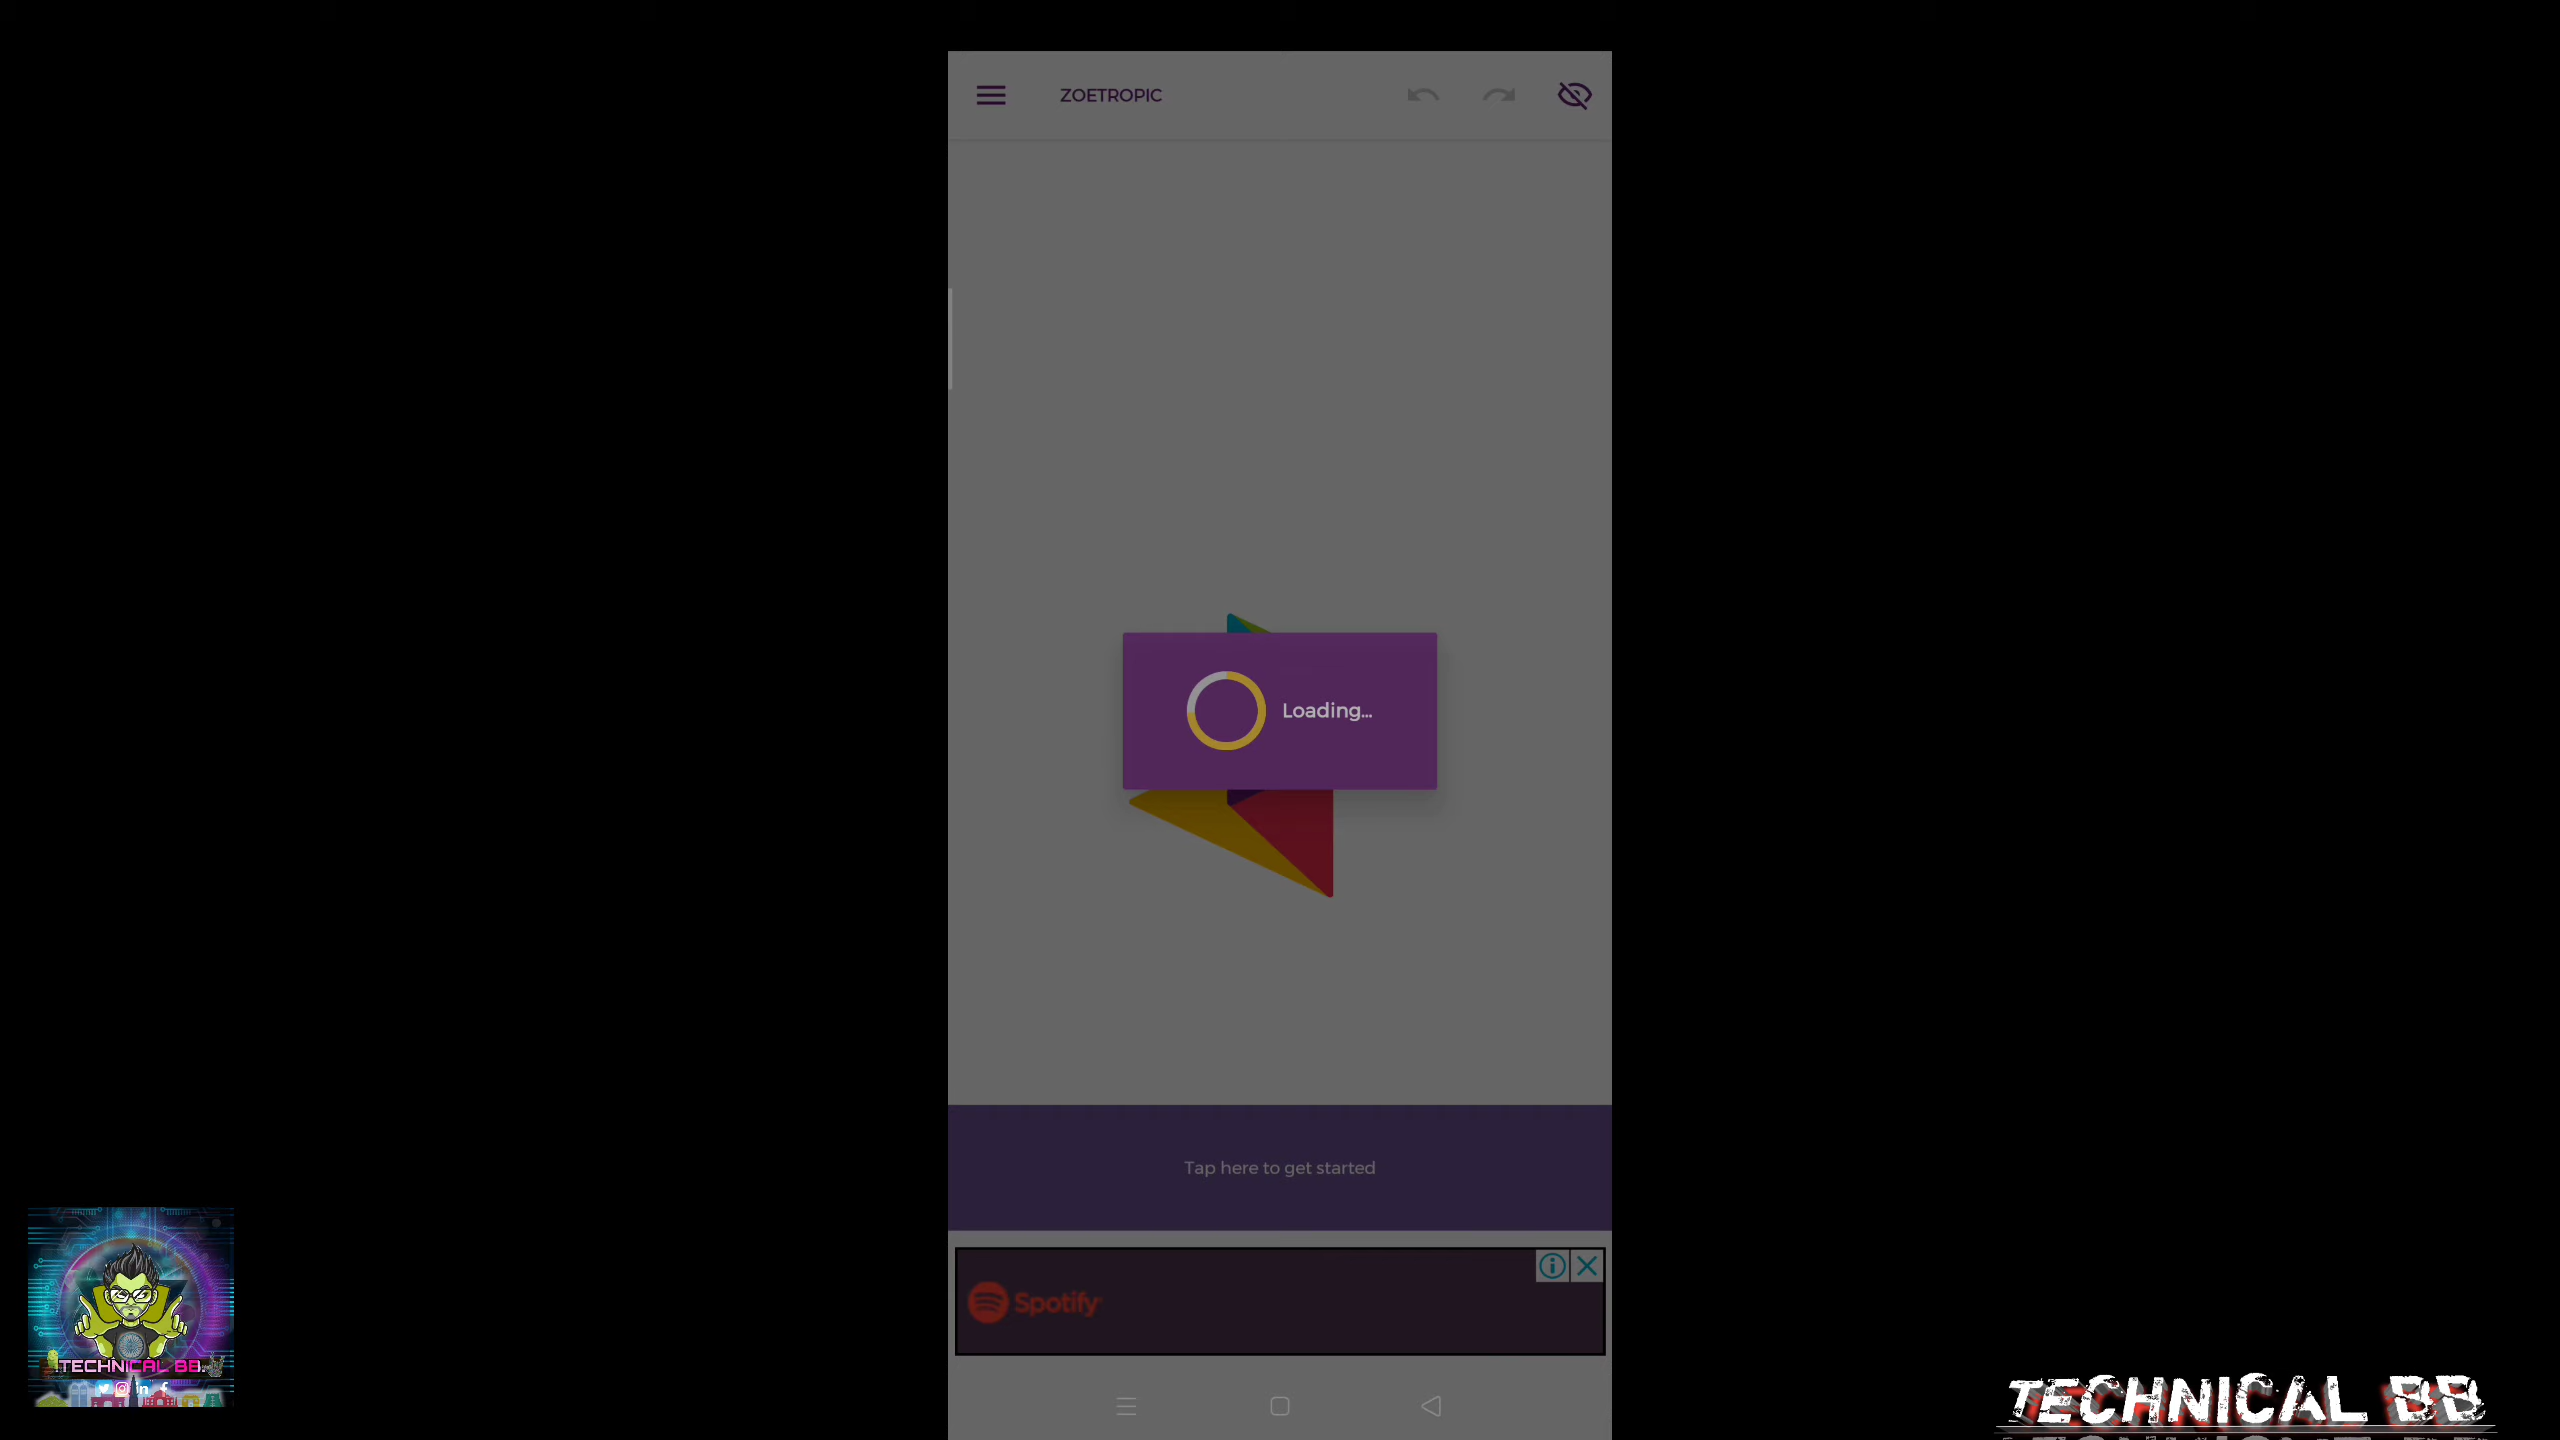 ZOETROPIC
Loading...
Tap here to get started
Spotify
TECHNICAL BB.
TECHNICAL BB